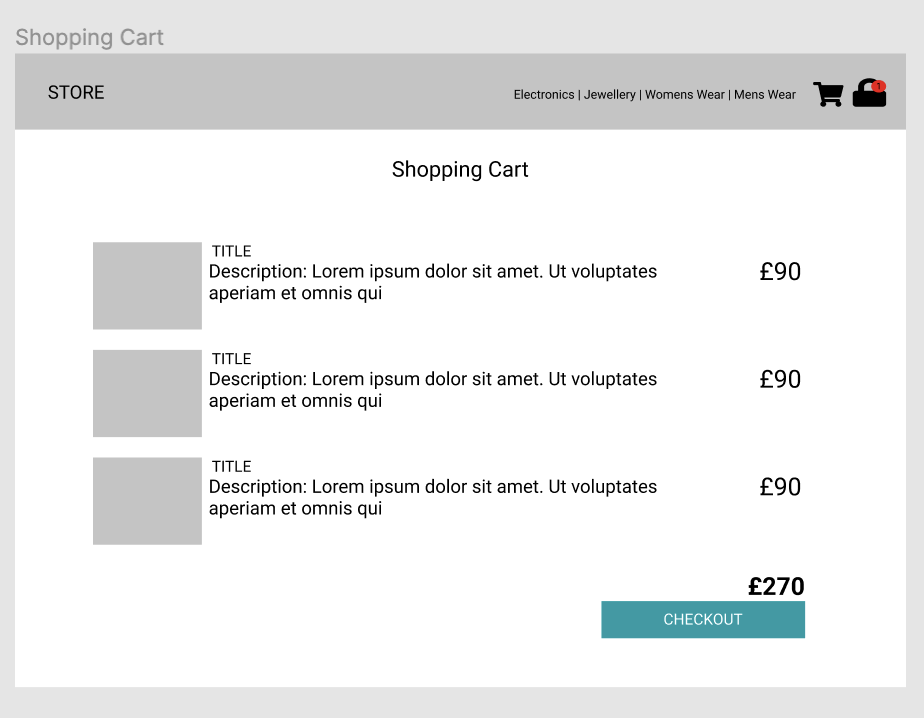 Shopping Cart
STORE
Electronics | Jewellery | Womens Wear | Mens Wear
1
Shopping Cart
TITLE
Description: Lorem ipsum dolor sit amet. Ut voluptates
aperiam et omnis qui
£90
TITLE
Description: Lorem ipsum dolor sit amet. Ut voluptates
aperiam et omnis qui
£90
TITLE
Description: Lorem ipsum dolor sit amet. Ut voluptates
aperiam et omnis qui
£90
£270
CHECKOUT